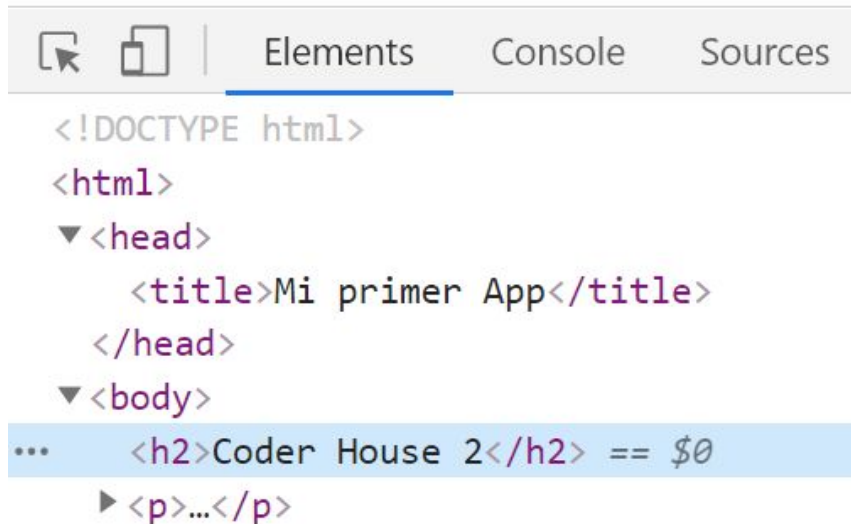 Elements Console Sources
<!DOCTYPE html>
<html>
<head>
<title>Mi primer App</title>
</head>
<body>
<h2>Coder House 2</h2> == $0
<p>…</p>